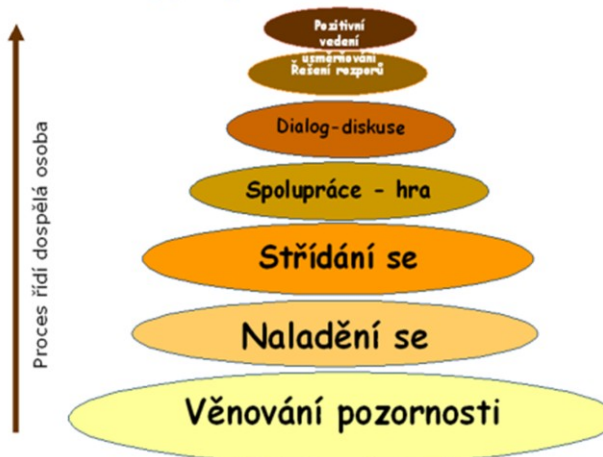 Pozitivní
vedení
usměrňování
Řešení rozporů
Dialog-diskuse
Spolupráce - hra
Střídání se
Naladění se
Věnování pozornosti
Proces řídí dospělá osoba